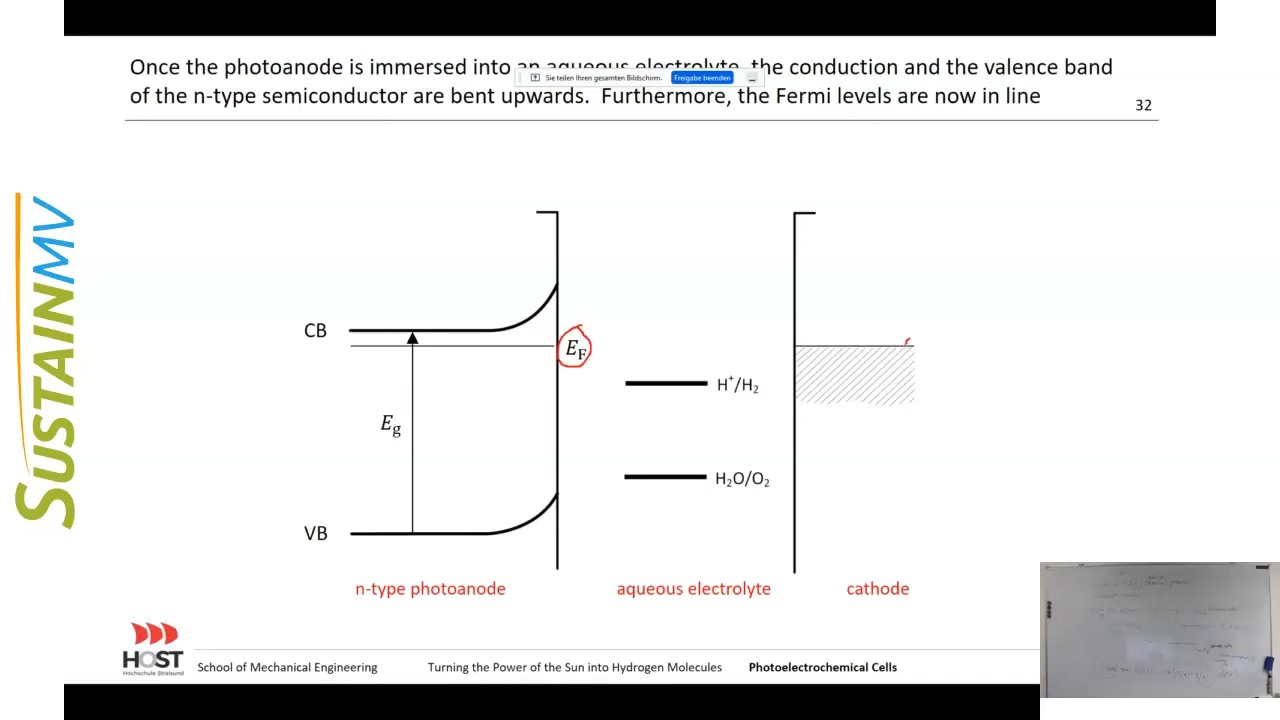 Once the photoanode is immersed into an aqueous electrolyte, the conduction and the valence band
of the n-type semiconductor are bent upwards. Furthermore, the Fermi levels are now in line
Sie teilen Ihren gesamten Bildschirm. Freigabe beenden
32
SUSTAINMV
CB
E_F
H⁺/H₂
E_g
H₂O/O₂
VB
n-type photoanode
aqueous electrolyte
cathode
HOST
Hochschule Stralsund
School of Mechanical Engineering
Turning the Power of the Sun into Hydrogen Molecules
Photoelectrochemical Cells